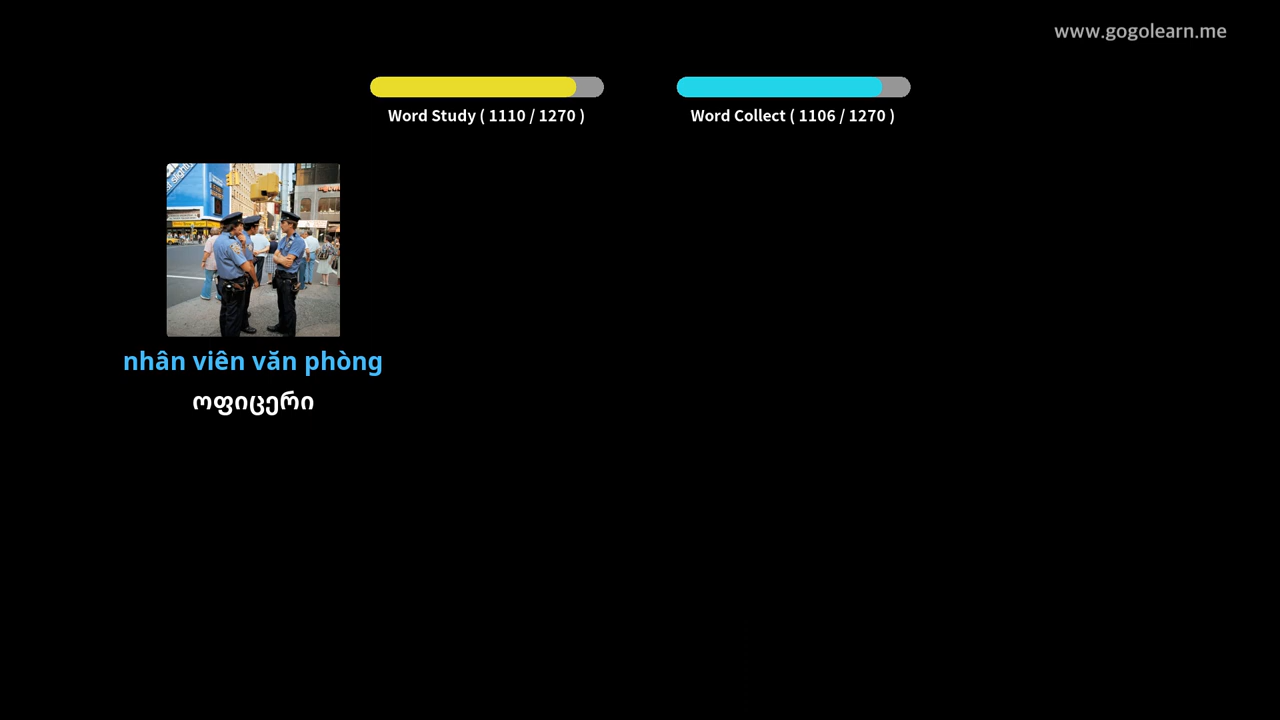 www.gogolearn.me
Word Study ( 1110 / 1270 )
Word Collect ( 1106 / 1270 )
nhân viên văn phòng
ოფიცერი